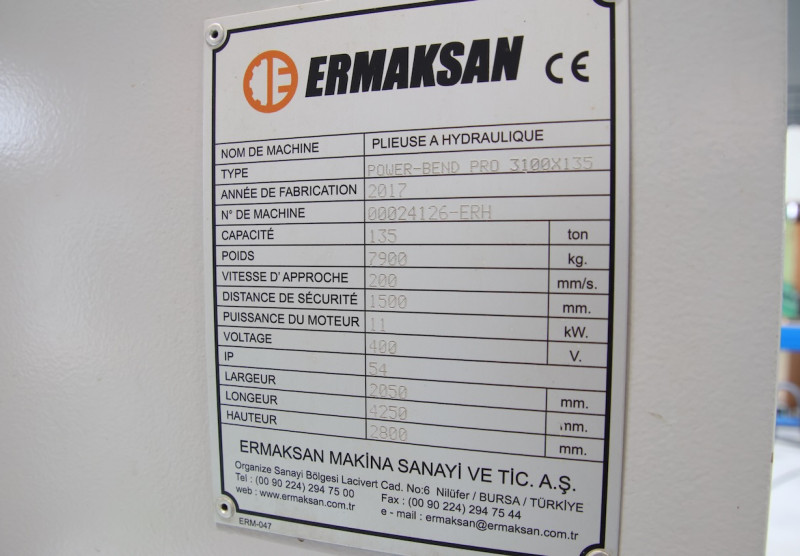 ERMAKSAN CE
NOM DE MACHINE PLIEUSE A HYDRAULIQUE
TYPE POWER-BEND PRO 3100X135
ANNÉE DE FABRICATION 2017
N° DE MACHINE 00024126-ERH
CAPACITÉ 135 ton
POIDS 7900 kg.
VITESSE D' APPROCHE 200 mm/s.
DISTANCE DE SÉCURITÉ 1500 mm.
PUISSANCE DU MOTEUR 11 kW.
VOLTAGE 400 V.
IP 54
LARGEUR 2050 mm.
LONGEUR 4250 mm.
HAUTEUR 2800 mm.
ERMAKSAN MAKİNA SANAYİ VE TİC. A.Ş.
Organize Sanayi Bölgesi Lacivert Cad. No:6 Nilüfer / BURSA / TÜRKİYE
Tel : (00 90 224) 294 75 00 Fax : (00 90 224) 294 75 44
web : www.ermaksan.com.tr e - mail : ermaksan@ermaksan.com.tr
ERM-047